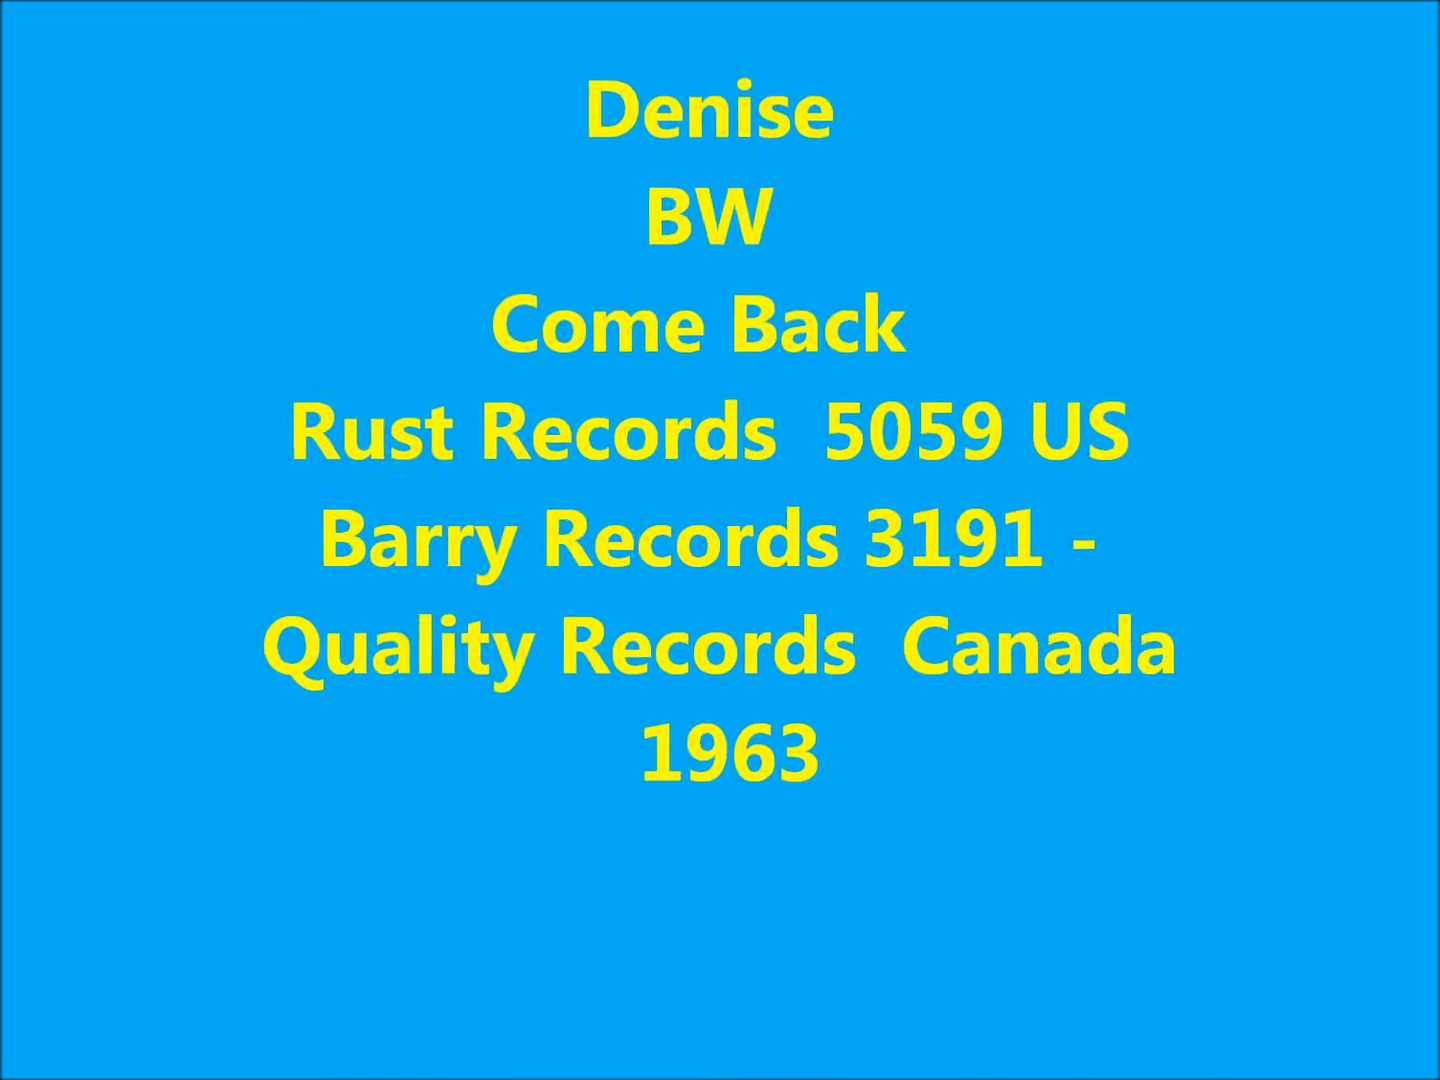 Denise
BW
Come Back
Rust Records  5059 US
Barry Records 3191 -
Quality Records  Canada
1963